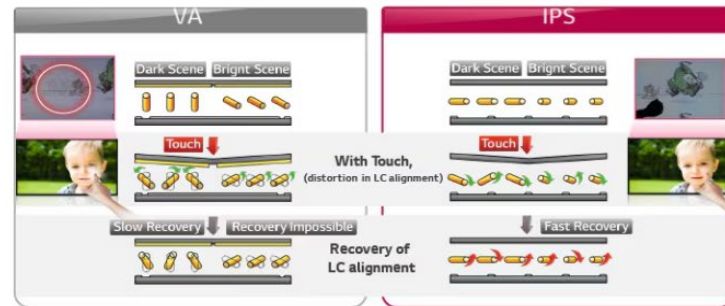 VA
IPS
Dark Scene
Brignt Scene
Dark Scene
Brignt Scene
Touch
With Touch,
(distortion in LC alignment)
Touch
Slow Recovery
Recovery Impossible
Recovery of
LC alignment
Fast Recovery